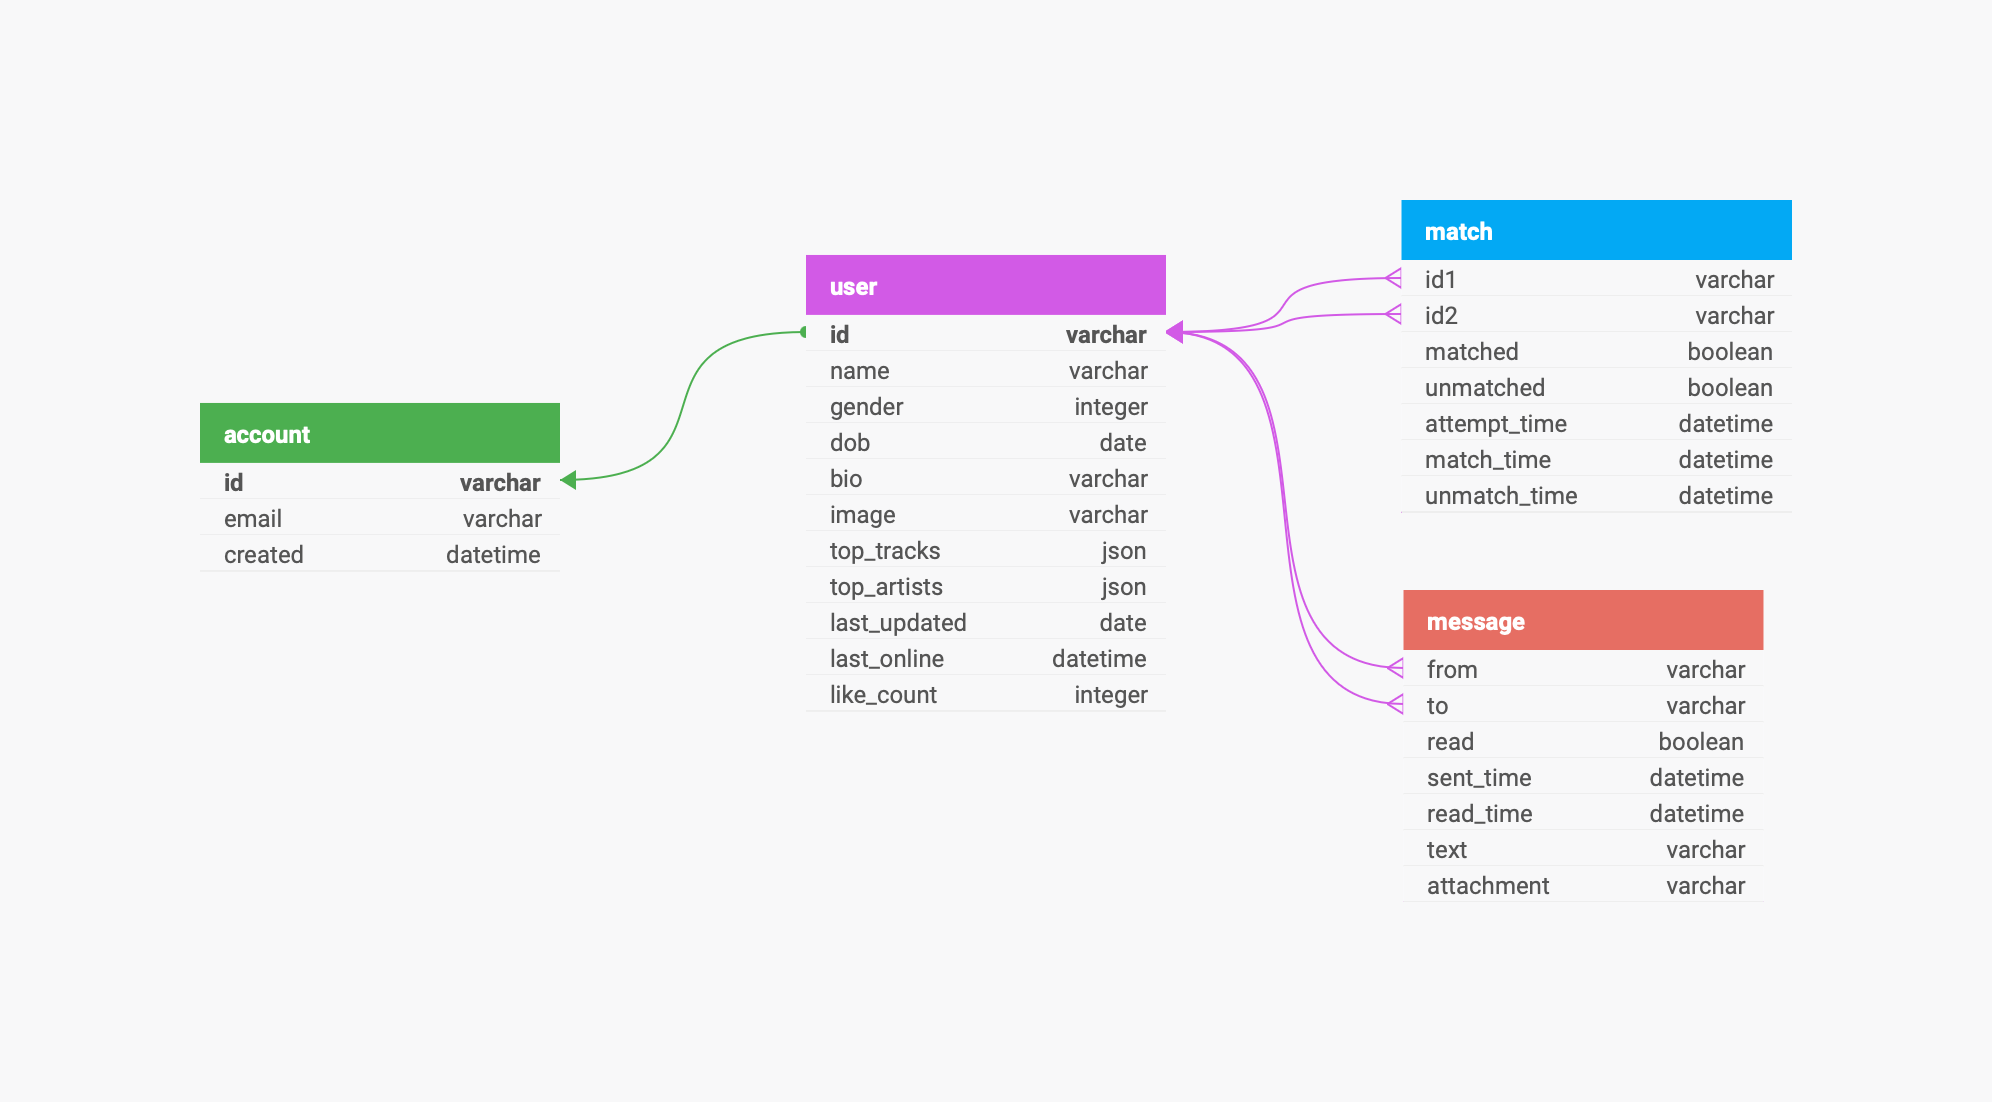 account
id varchar
email varchar
created datetime
user
id varchar
name varchar
gender integer
dob date
bio varchar
image varchar
top_tracks json
top_artists json
last_updated date
last_online datetime
like_count integer
match
id1 varchar
id2 varchar
matched boolean
unmatched boolean
attempt_time datetime
match_time datetime
unmatch_time datetime
message
from varchar
to varchar
read boolean
sent_time datetime
read_time datetime
text varchar
attachment varchar